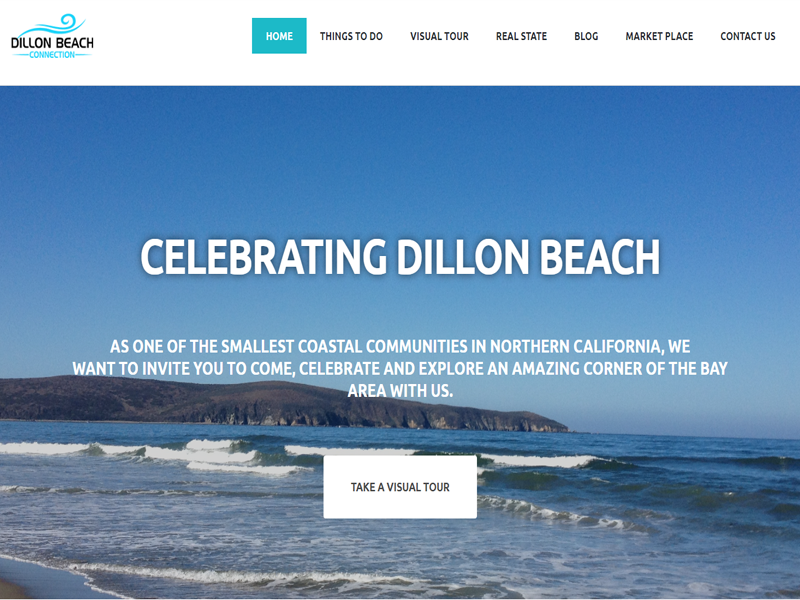 DILLON BEACH
CONNECTION
HOME THINGS TO DO VISUAL TOUR REAL STATE BLOG MARKET PLACE CONTACT US
CELEBRATING DILLON BEACH
AS ONE OF THE SMALLEST COASTAL COMMUNITIES IN NORTHERN CALIFORNIA, WE
WANT TO INVITE YOU TO COME, CELEBRATE AND EXPLORE AN AMAZING CORNER OF THE BAY
AREA WITH US.
TAKE A VISUAL TOUR